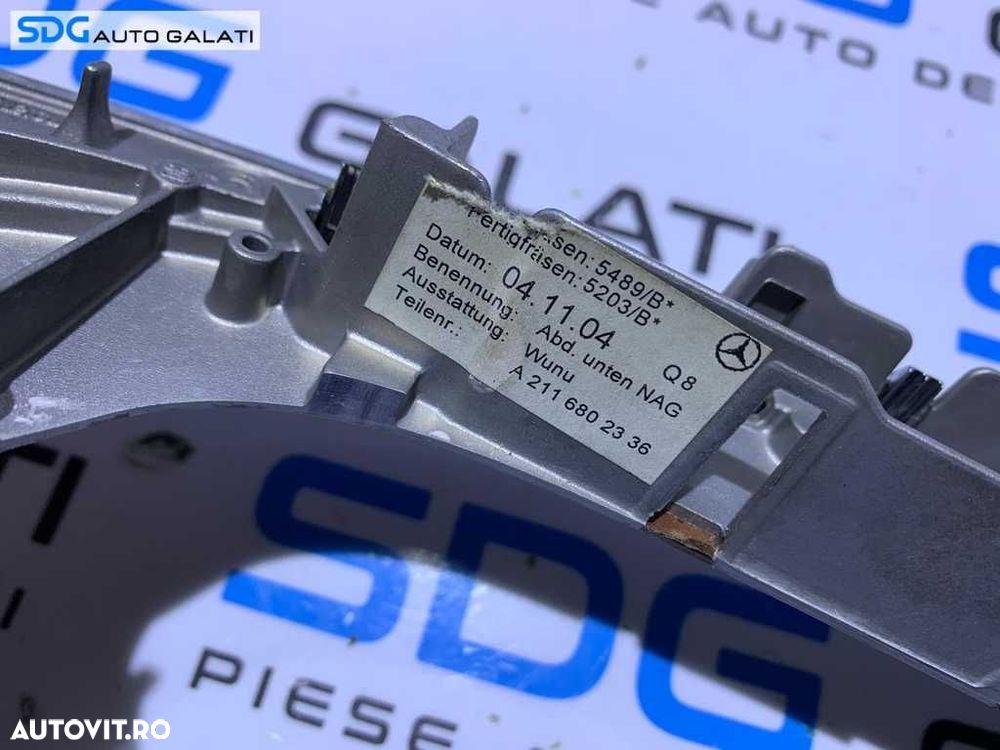 SDG AUTO GALATI
AUTO DE
GALATI
äsen: 5489/B*
Fertigfräsen: 5203/B*
Datum: 04.11.04 Q8
Benennung: Abd. unten NAG
Ausstattung: Wunu
Teilenr.: A 211 680 23 36
SDG
PIESE
AUTOVIT.RO